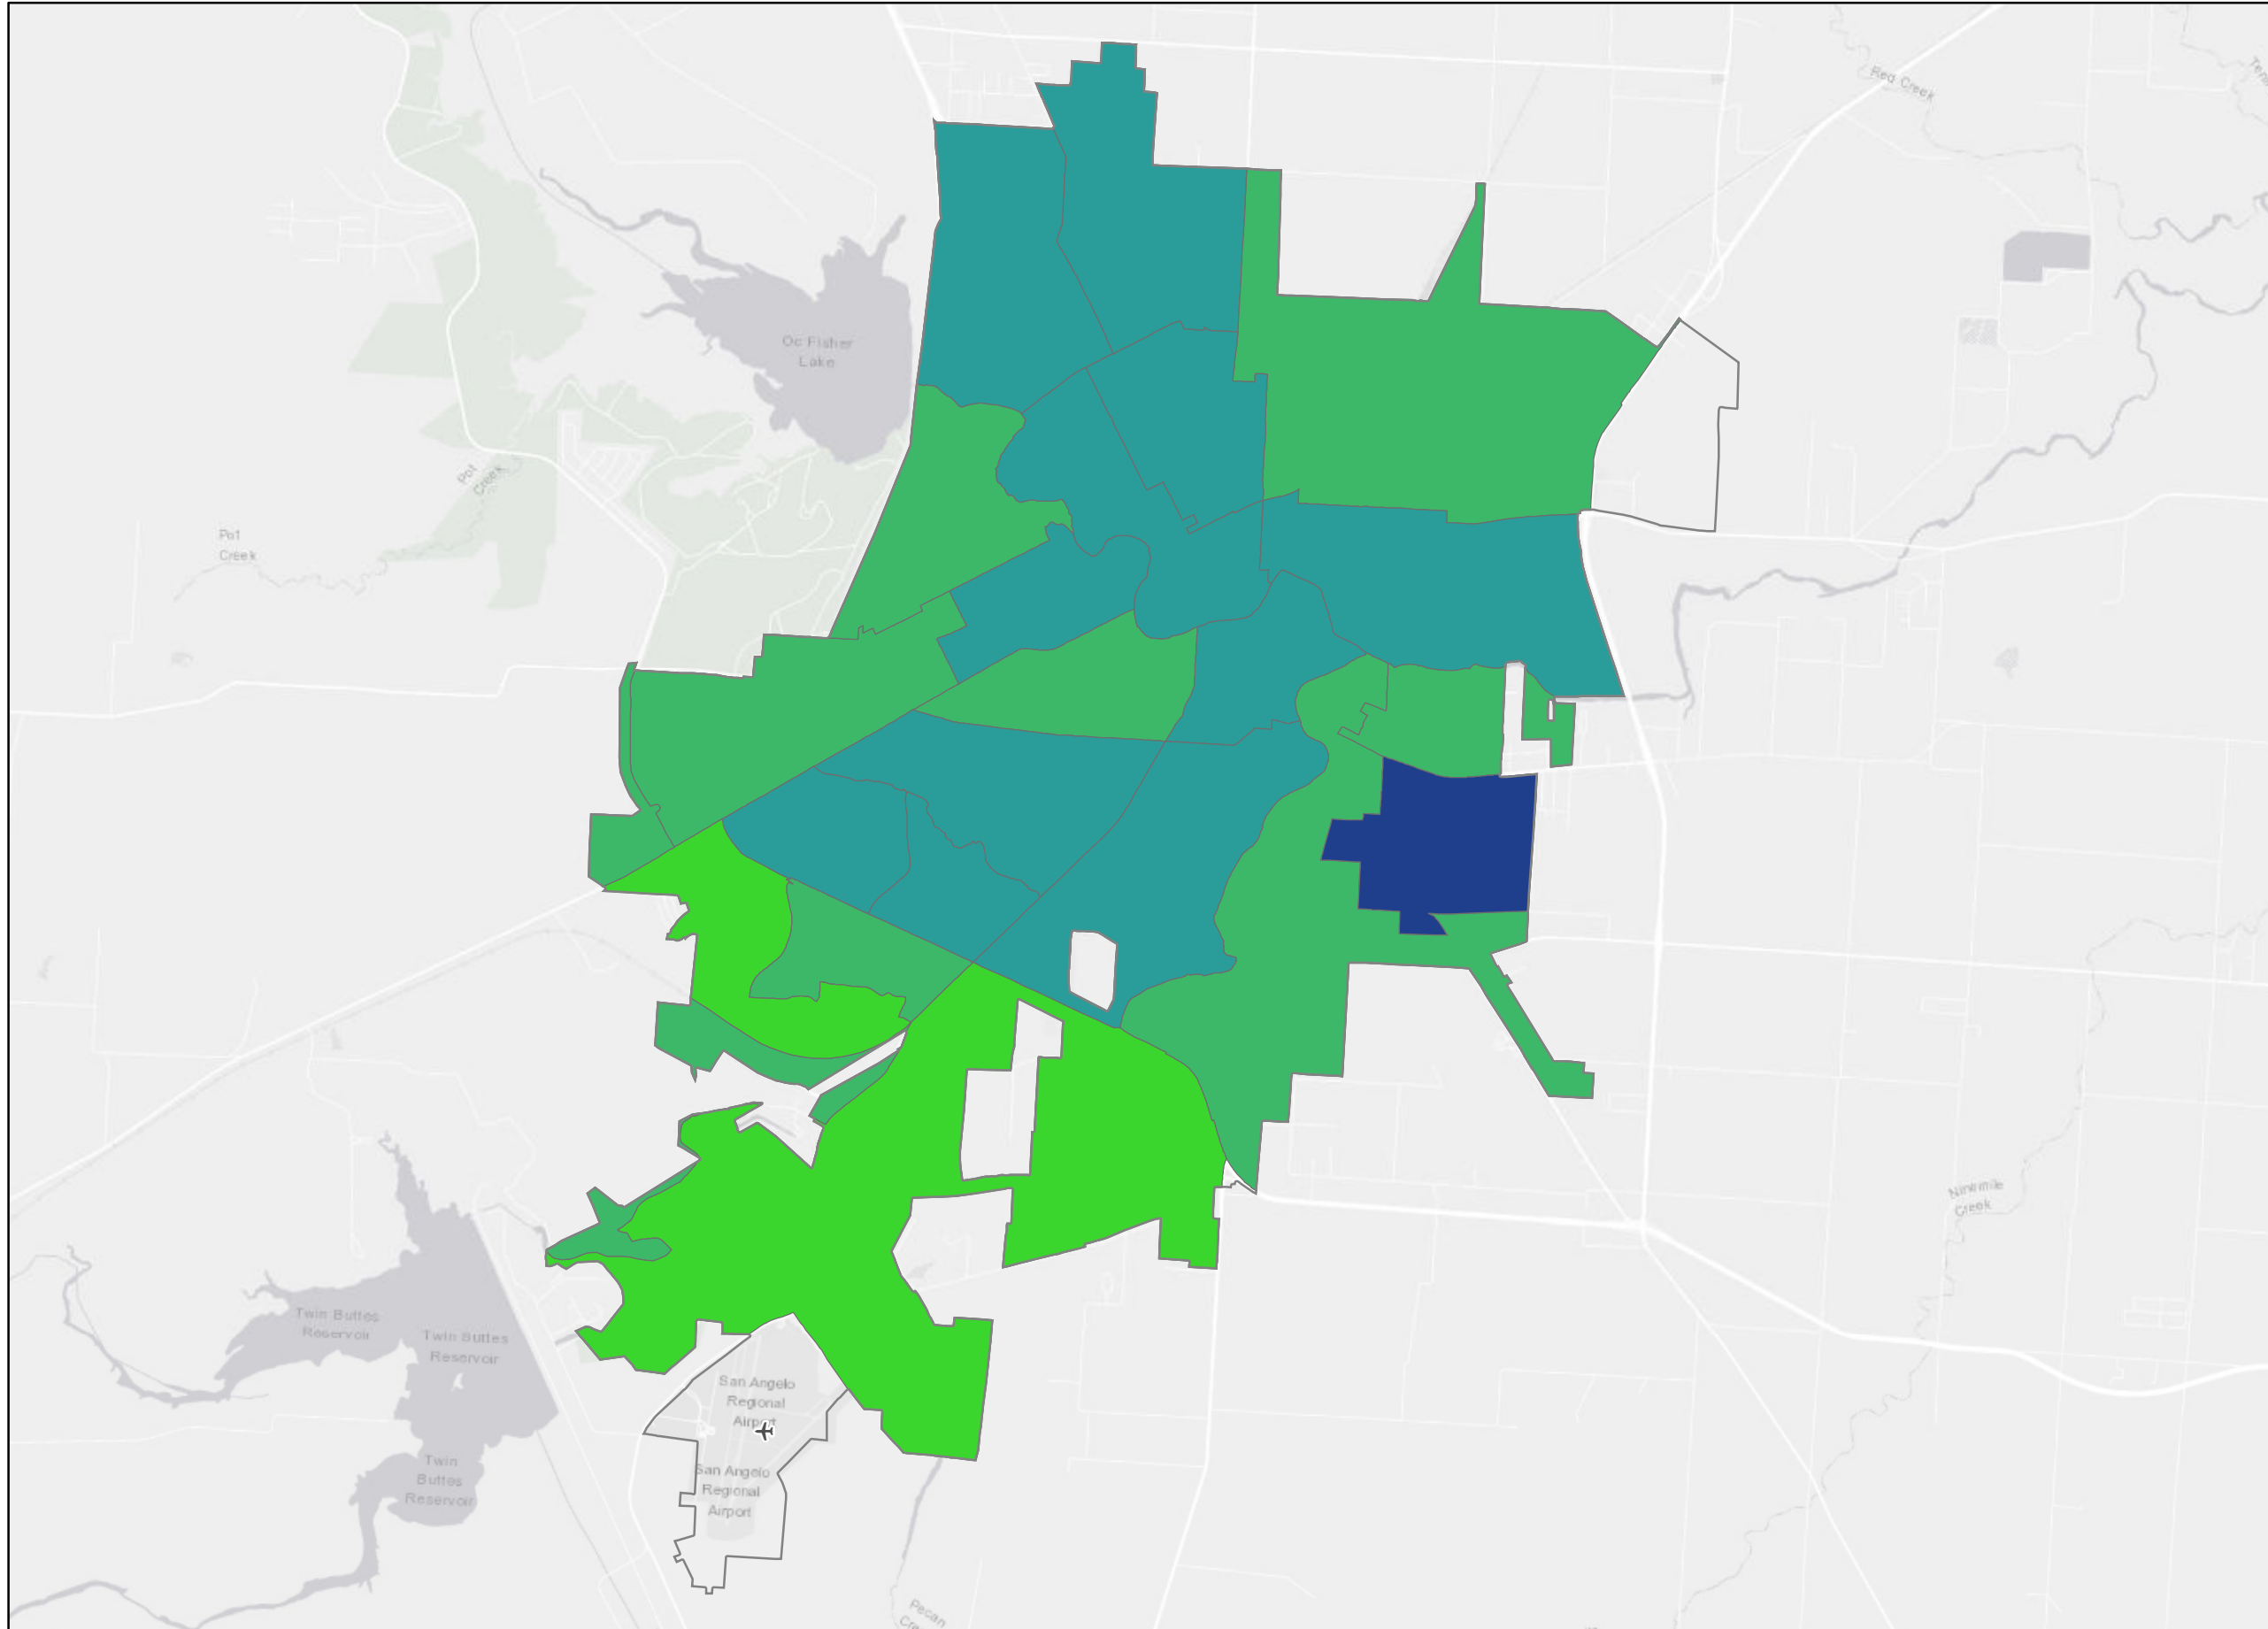 Red Creek
Oc Fisher
Lake
Pot
Creek
Pot
Creek
Ninemile
Creek
Twin Buttes
Reservoir
Twin Buttes
Reservoir
San Angelo
Regional
Airport
Twin
Buttes
Reservoir
San Angelo
Regional
Airport
Pecan